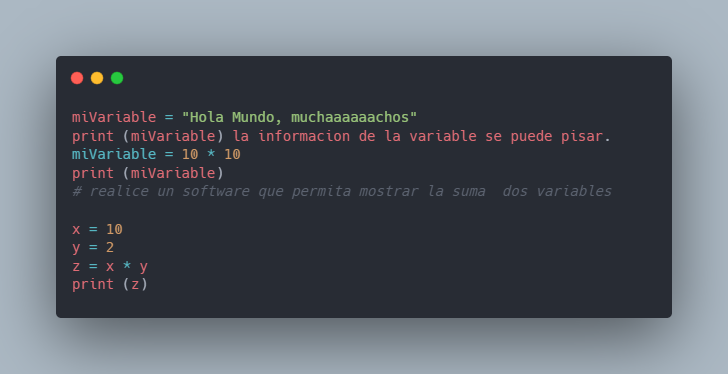 miVariable = "Hola Mundo, muchaaaaaachos"
print (miVariable) la informacion de la variable se puede pisar.
miVariable = 10 * 10
print (miVariable)
# realice un software que permita mostrar la suma  dos variables
x = 10
y = 2
z = x * y
print (z)